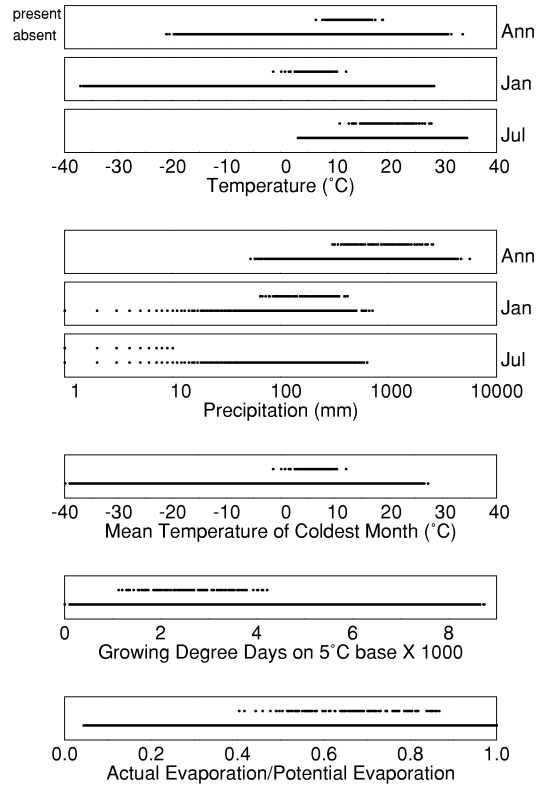 present
absent
Ann
Jan
Jul
-40 -30 -20 -10 0 10 20 30 40
Temperature (˚C)
Ann
Jan
Jul
1 10 100 1000 10000
Precipitation (mm)
-40 -30 -20 -10 0 10 20 30 40
Mean Temperature of Coldest Month (˚C)
0 2 4 6 8
Growing Degree Days on 5˚C base X 1000
0.0 0.2 0.4 0.6 0.8 1.0
Actual Evaporation/Potential Evaporation